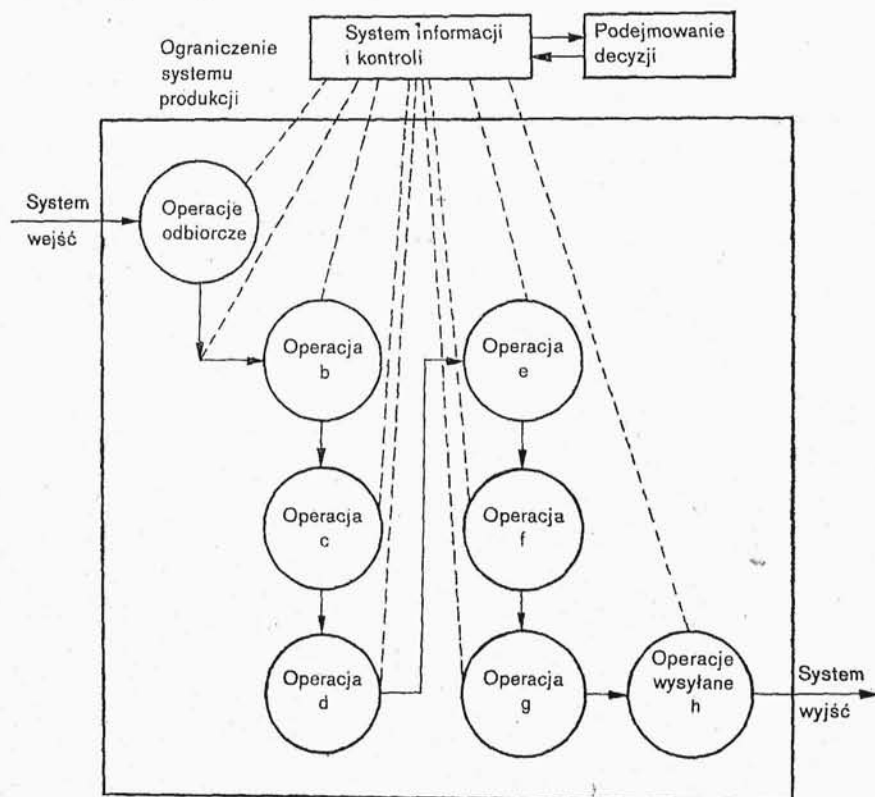 System informacji
i kontroli
Podejmowanie
decyzji
Ograniczenie
systemu
produkcji
System
wejść
Operacje
odbiorcze
Operacja
b
Operacja
e
Operacja
c
Operacja
f
Operacja
d
Operacja
g
Operacje
wysyłane
h
System
wyjść